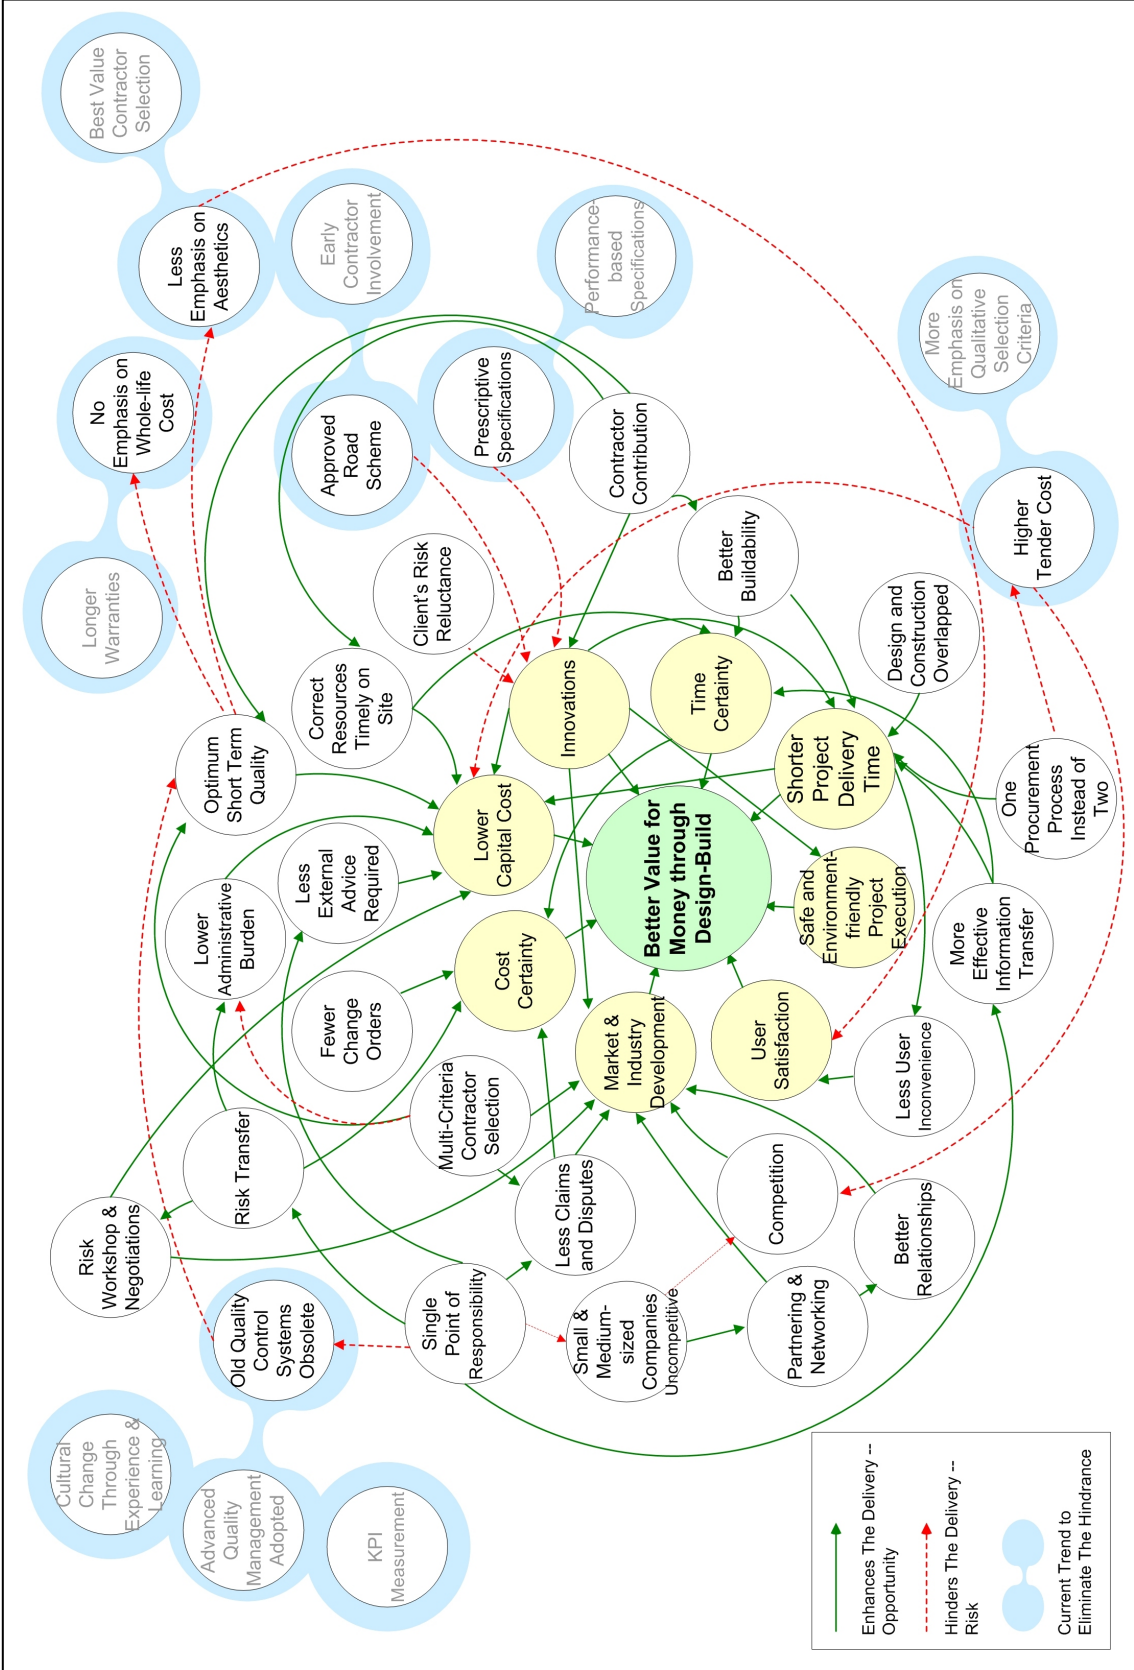 Cultural
Change
Through
Experience &
Learning
Advanced
Quality
Management
Adopted
KPI
Measurement
Old Quality
Control
Systems
Obsolete
Risk
Workshop &
Negotiations
Risk Transfer
Single
Point of
Responsibility
Small &
Medium-
sized
Companies
Uncompetitive
Less Claims
and Disputes
Multi-Criteria
Contractor
Selection
Partnering &
Networking
Better
Relationships
Competition
Less User
Inconvenience
User
Satisfaction
Market &
Industry
Development
Fewer
Change
Orders
Cost
Certainty
Lower
Administrative
Burden
Less
External
Advice
Required
Lower
Capital Cost
Better Value for
Money through
Design-Build
Safe and
Environment-
friendly
Project
Execution
More
Effective
Information
Transfer
One
Procurement
Process
Instead of
Two
Shorter
Project
Delivery
Time
Time
Certainty
Innovations
Optimum
Short Term
Quality
Correct
Resources
Timely on
Site
Client's Risk
Reluctance
Better
Buildability
Design and
Construction
Overlapped
Higher
Tender Cost
Contractor
Contribution
Prescriptive
Specifications
Approved
Road
Scheme
No
Emphasis on
Whole-life
Cost
Longer
Warranties
Less
Emphasis on
Aesthetics
Best Value
Contractor
Selection
Early
Contractor
Involvement
Performance-
based
Specifications
More
Emphasis on
Qualitative
Selection
Criteria
Enhances The Delivery --
Opportunity
Hinders The Delivery --
Risk
Current Trend to
Eliminate The Hindrance